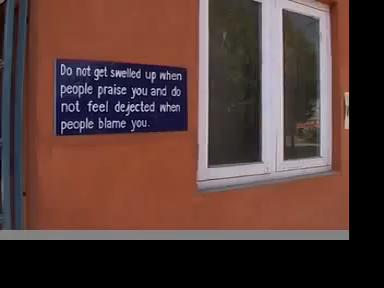 Do not get swelled up when
people praise you and do
not feel dejected when
people blame you.